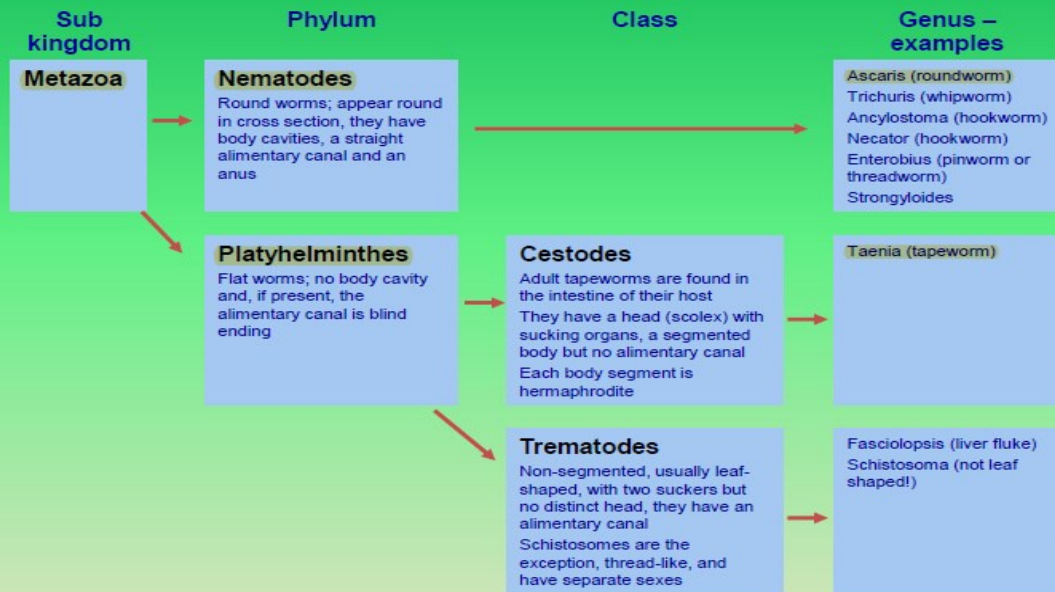 Sub
kingdom
Phylum
Class
Genus –
examples
Metazoa
Nematodes
Round worms; appear round
in cross section, they have
body cavities, a straight
alimentary canal and an
anus
Ascaris (roundworm)
Trichuris (whipworm)
Ancylostoma (hookworm)
Necator (hookworm)
Enterobius (pinworm or
threadworm)
Strongyloides
Platyhelminthes
Flat worms; no body cavity
and, if present, the
alimentary canal is blind
ending
Cestodes
Adult tapeworms are found in
the intestine of their host
They have a head (scolex) with
sucking organs, a segmented
body but no alimentary canal
Each body segment is
hermaphrodite
Taenia (tapeworm)
Trematodes
Non-segmented, usually leaf-
shaped, with two suckers but
no distinct head, they have an
alimentary canal
Schistosomes are the
exception, thread-like, and
have separate sexes
Fasciolopsis (liver fluke)
Schistosoma (not leaf
shaped!)